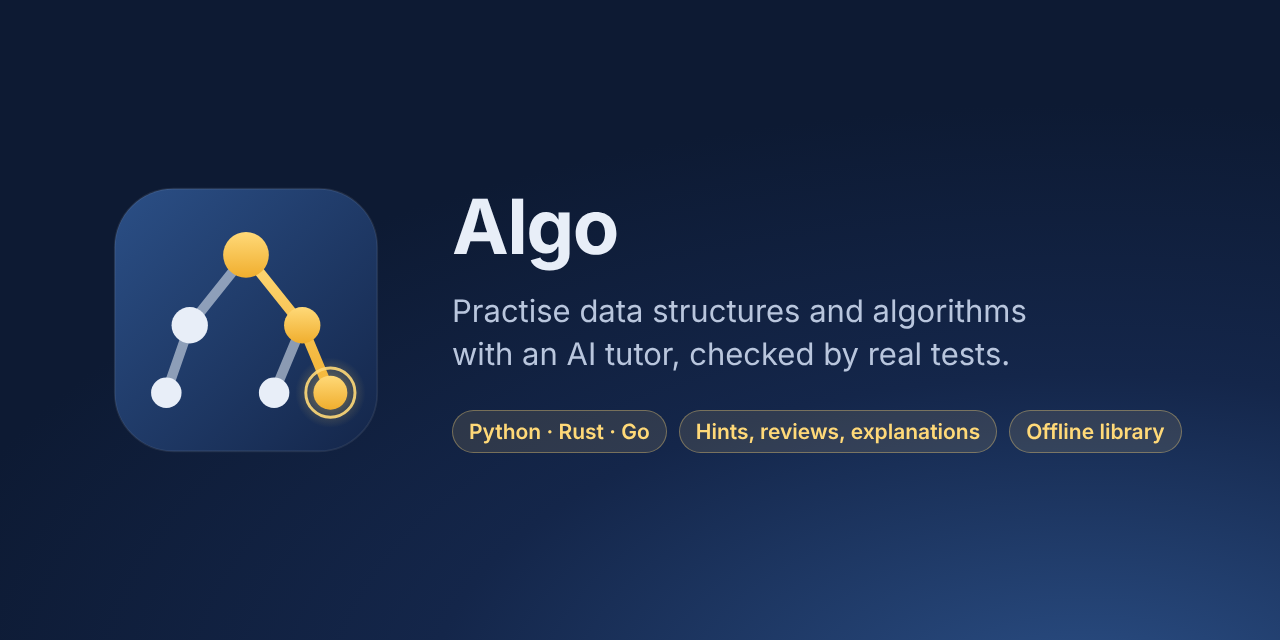 Algo
Practise data structures and algorithms
with an AI tutor, checked by real tests.
Python · Rust · Go
Hints, reviews, explanations
Offline library